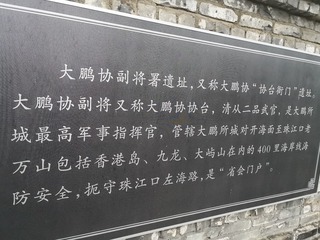 大鹏协副将署遗址,又称大鹏协“协台衙门”遗址,
大鹏协副将又称大鹏协协台,清从二品武官,是大鹏所
城最高军事指挥官,管辖大鹏所城对开海面至珠江口老
万山包括香港岛、九龙、大屿山在内的400里海岸线海
防安全,扼守珠江口左海路,是“省会门户”。